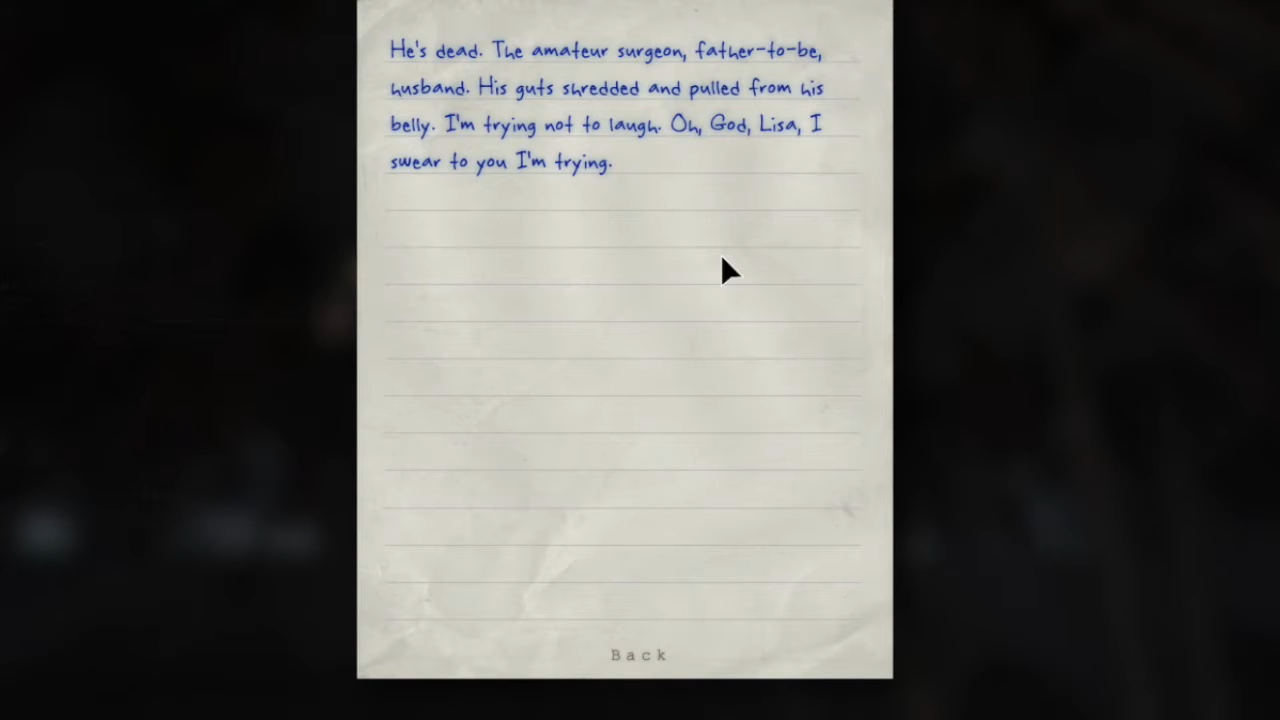 He's dead. The amateur surgeon, father-to-be,
husband. His guts shredded and pulled from his
belly. I'm trying not to laugh. Oh, God, Lisa, I
swear to you I'm trying.
Back